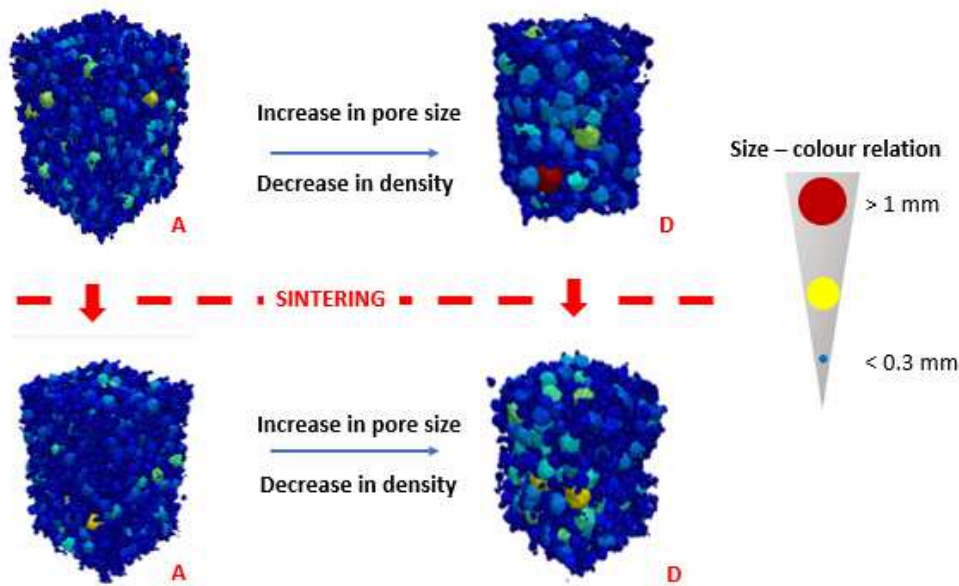 Increase in pore size
Decrease in density
A
D
Size – colour relation
> 1 mm
< 0.3 mm
SINTERING
Increase in pore size
Decrease in density
A
D